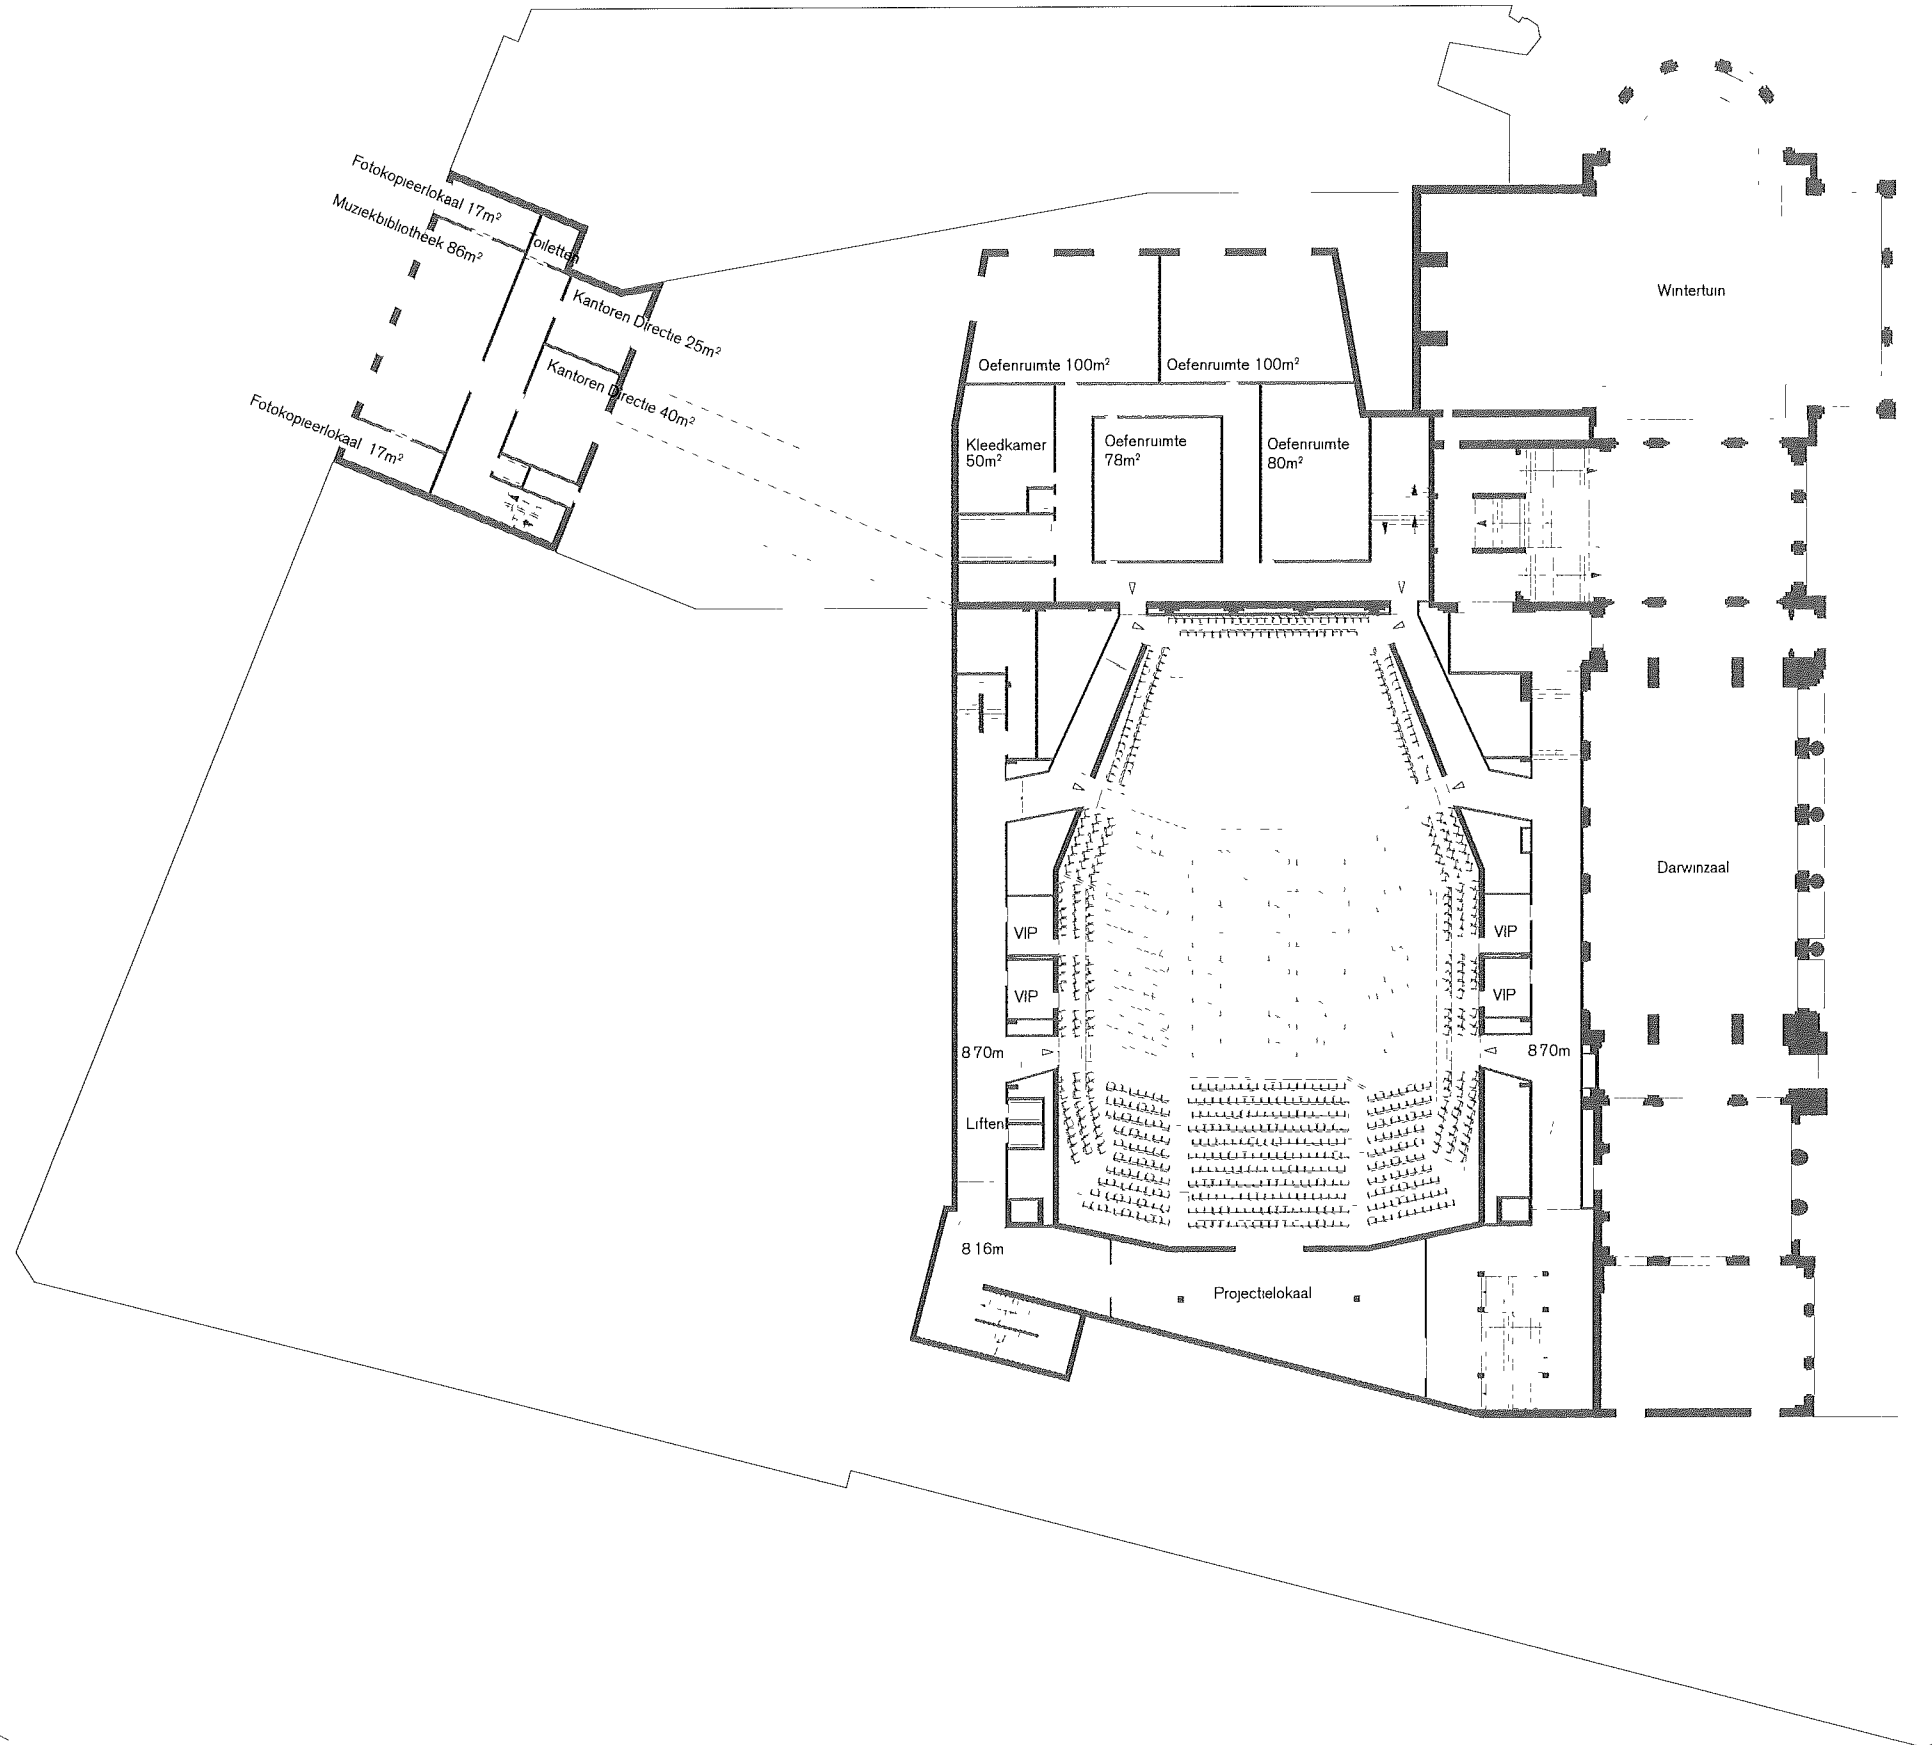 Fotokopieerlokaal 17m²
Muziekbibliotheek 86m²
Toiletten
Kantoren Directie 25m²
Kantoren Directie 40m²
Fotokopieerlokaal 17m²
Wintertuin
Oefenruimte 100m²
Oefenruimte 100m²
Kleedkamer
50m²
Oefenruimte
78m²
Oefenruimte
80m²
Darwinzaal
VIP
VIP
VIP
VIP
8 70m
8 70m
Liften
8 16m
Projectielokaal